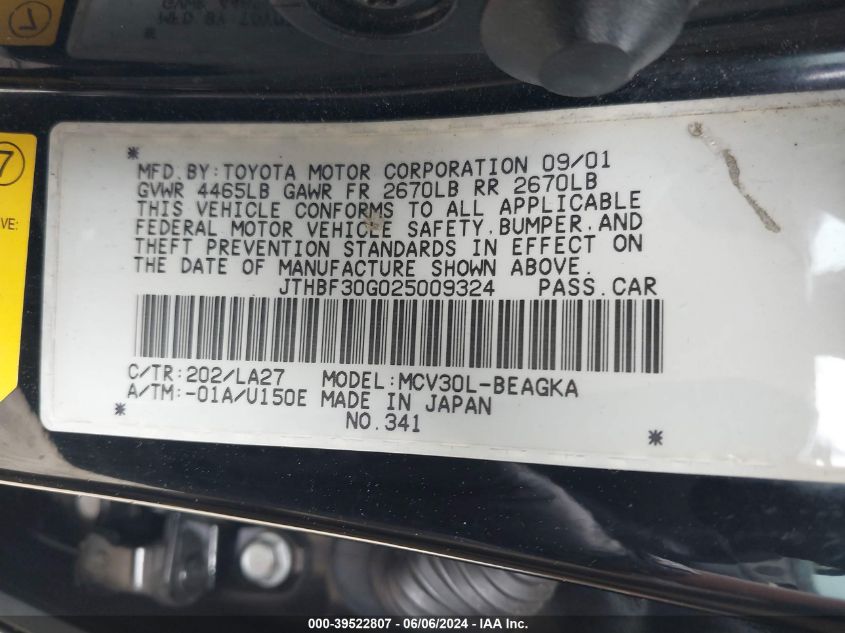 7
VE:
MFD.BY:TOYOTA MOTOR CORPORATION 09/01
GVWR 4465LB GAWR FR 2670LB RR 2670LB
THIS VEHICLE CONFORMS TO ALL APPLICABLE
FEDERAL MOTOR VEHICLE SAFETY,BUMPER,AND
THEFT PREVENTION STANDARDS IN EFFECT ON
THE DATE OF MANUFACTURE SHOWN ABOVE.
JTHBF30G025009324 PASS.CAR
C/TR:202/LA27 MODEL:MCV30L-BEAGKA
A/TM:-01A/U150E MADE IN JAPAN
NO.341
000-39522807 - 06/06/2024 - IAA Inc.